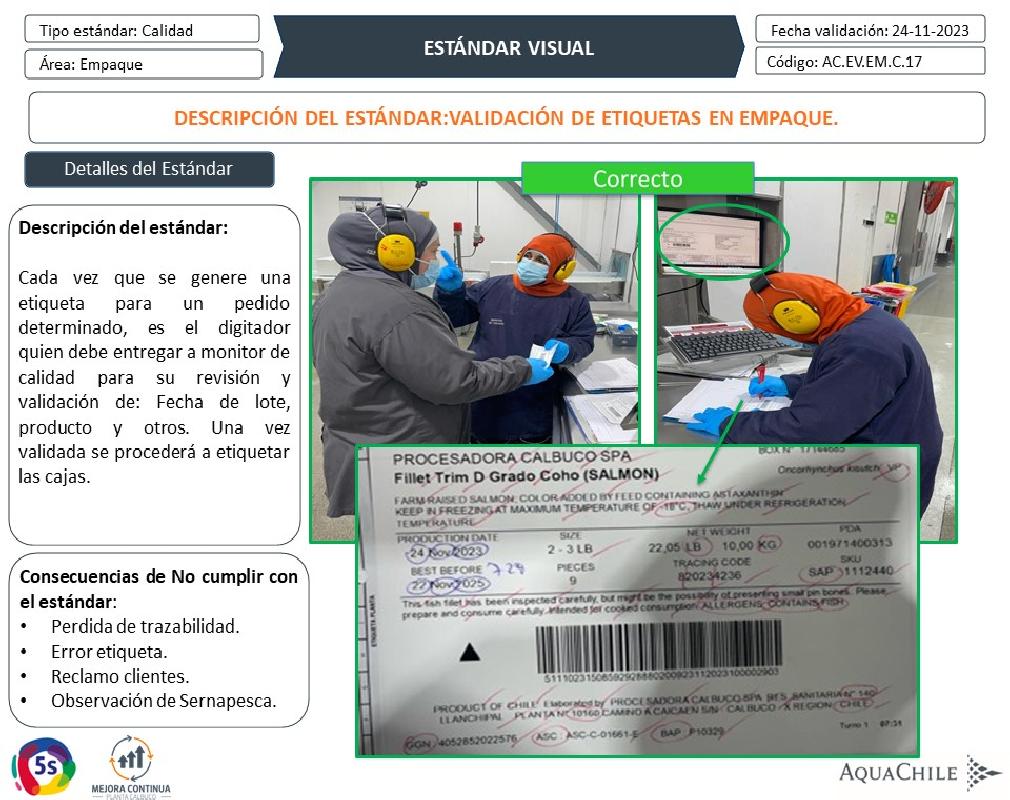 Tipo estándar: Calidad
Área: Empaque
ESTÁNDAR VISUAL
Fecha validación: 24-11-2023
Código: AC.EV.EM.C.17
DESCRIPCIÓN DEL ESTÁNDAR:VALIDACIÓN DE ETIQUETAS EN EMPAQUE.
Detalles del Estándar
Correcto
Descripción del estándar:
Cada vez que se genere una
etiqueta para un pedido
determinado, es el digitador
quien debe entregar a monitor de
calidad para su revisión y
validación de: Fecha de lote,
producto y otros. Una vez
validada se procederá a etiquetar
las cajas.
Consecuencias de No cumplir con
el estándar:
• Perdida de trazabilidad.
• Error etiqueta.
• Reclamo clientes.
• Observación de Sernapesca.
PROCESADORA CALBUCO SPA
BOX N°
Fillet Trim D Grado Coho (SALMON)
Oncorhynchus kisutch
FARM RAISED SALMON, COLOR ADDED BY FEED CONTAINING ASTAXANTHIN
KEEP IN FREEZING AT MAXIMUM TEMPERATURE OF -18°C, THAW UNDER REFRIGERATION
TEMPERATURE
PRODUCTION DATE SIZE NET WEIGHT PDA
24 Nov 2023 2 - 3 LB 22,05 LB 10,00 KG 001971400313
BEST BEFORE PIECES TRACING CODE SKU
22 Nov 2025 9 820234236 SAP 1112440
This fish fillet has been inspected carefully, but might be the possibility of presenting small pin bones. Please,
prepare and consume carefully. Intended for cooked consumption ALLERGENS: CONTAINS FISH
ETIQUETA PLANTA
PRODUCT OF CHILE Elaborated by PROCESADORA CALBUCO SPA RES. SANITARIA N° 140
LLANCHIPAL PLANTA N° 10160 CAMINO A CAICAEN S/N - CALBUCO - X REGION, CHILE
Turno 1 07:31
GGN 4052852022576 ASC: ASC-C-01661-E BAP P10329
5s
MEJORA CONTINUA
PLANTA CALBUCO
AQUACHILE